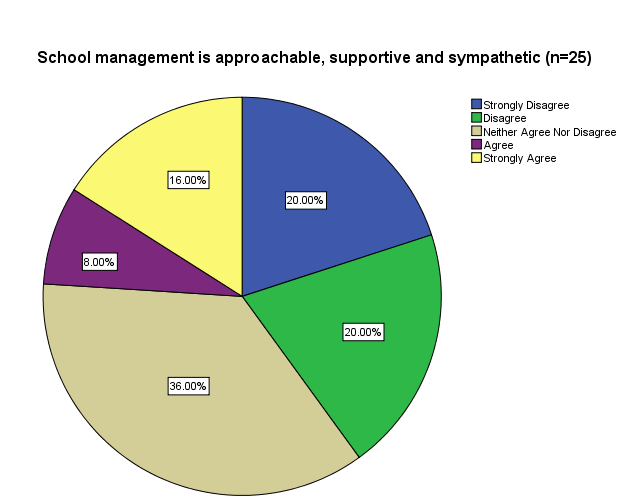 School management is approachable, supportive and sympathetic (n=25)
Strongly Disagree
Disagree
Neither Agree Nor Disagree
Agree
Strongly Agree
16.00%
20.00%
8.00%
20.00%
36.00%